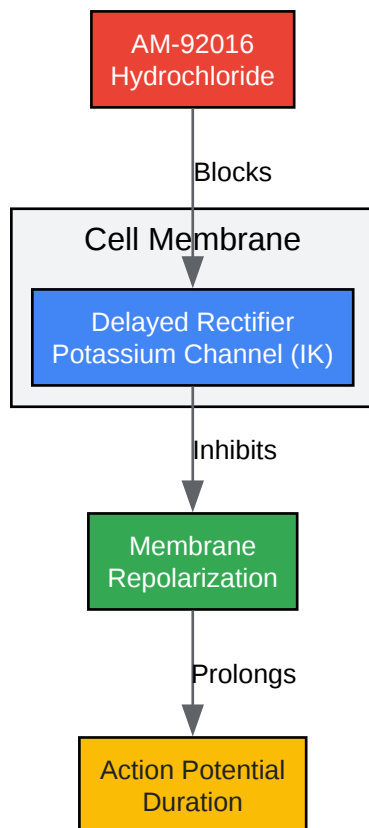 AM-92016
Hydrochloride
Blocks
Cell Membrane
Delayed Rectifier
Potassium Channel (IK)
Inhibits
Membrane
Repolarization
Prolongs
Action Potential
Duration